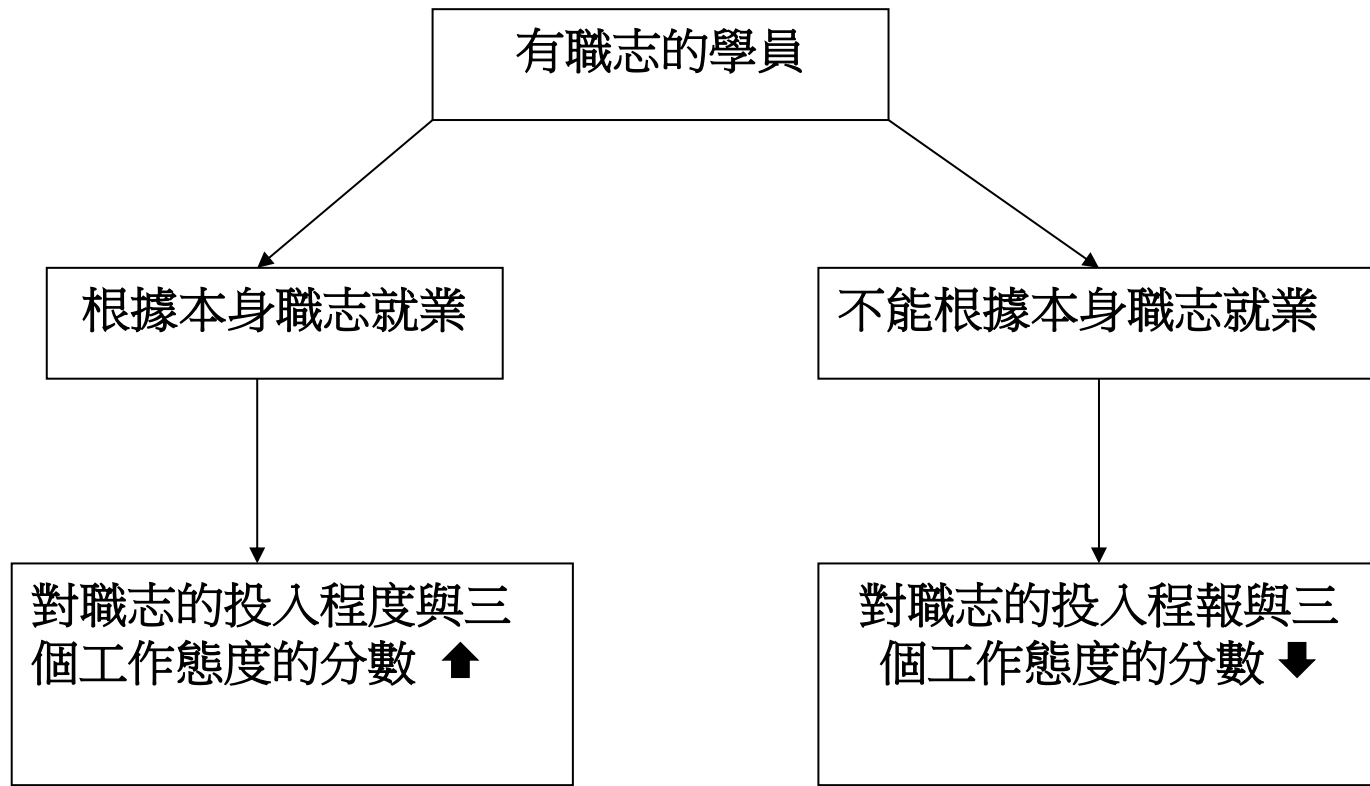 有職志的學員
根據本身職志就業
不能根據本身職志就業
對職志的投入程度與三
個工作態度的分數 ⬆
對職志的投入程報與三
個工作態度的分數 ⬇